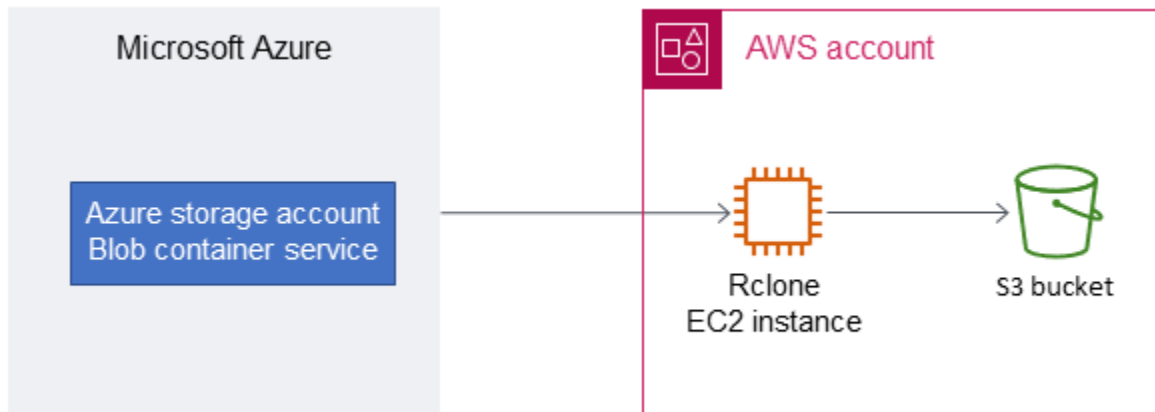 Microsoft Azure
AWS account
Azure storage account
Blob container service
Rclone
EC2 instance
S3 bucket